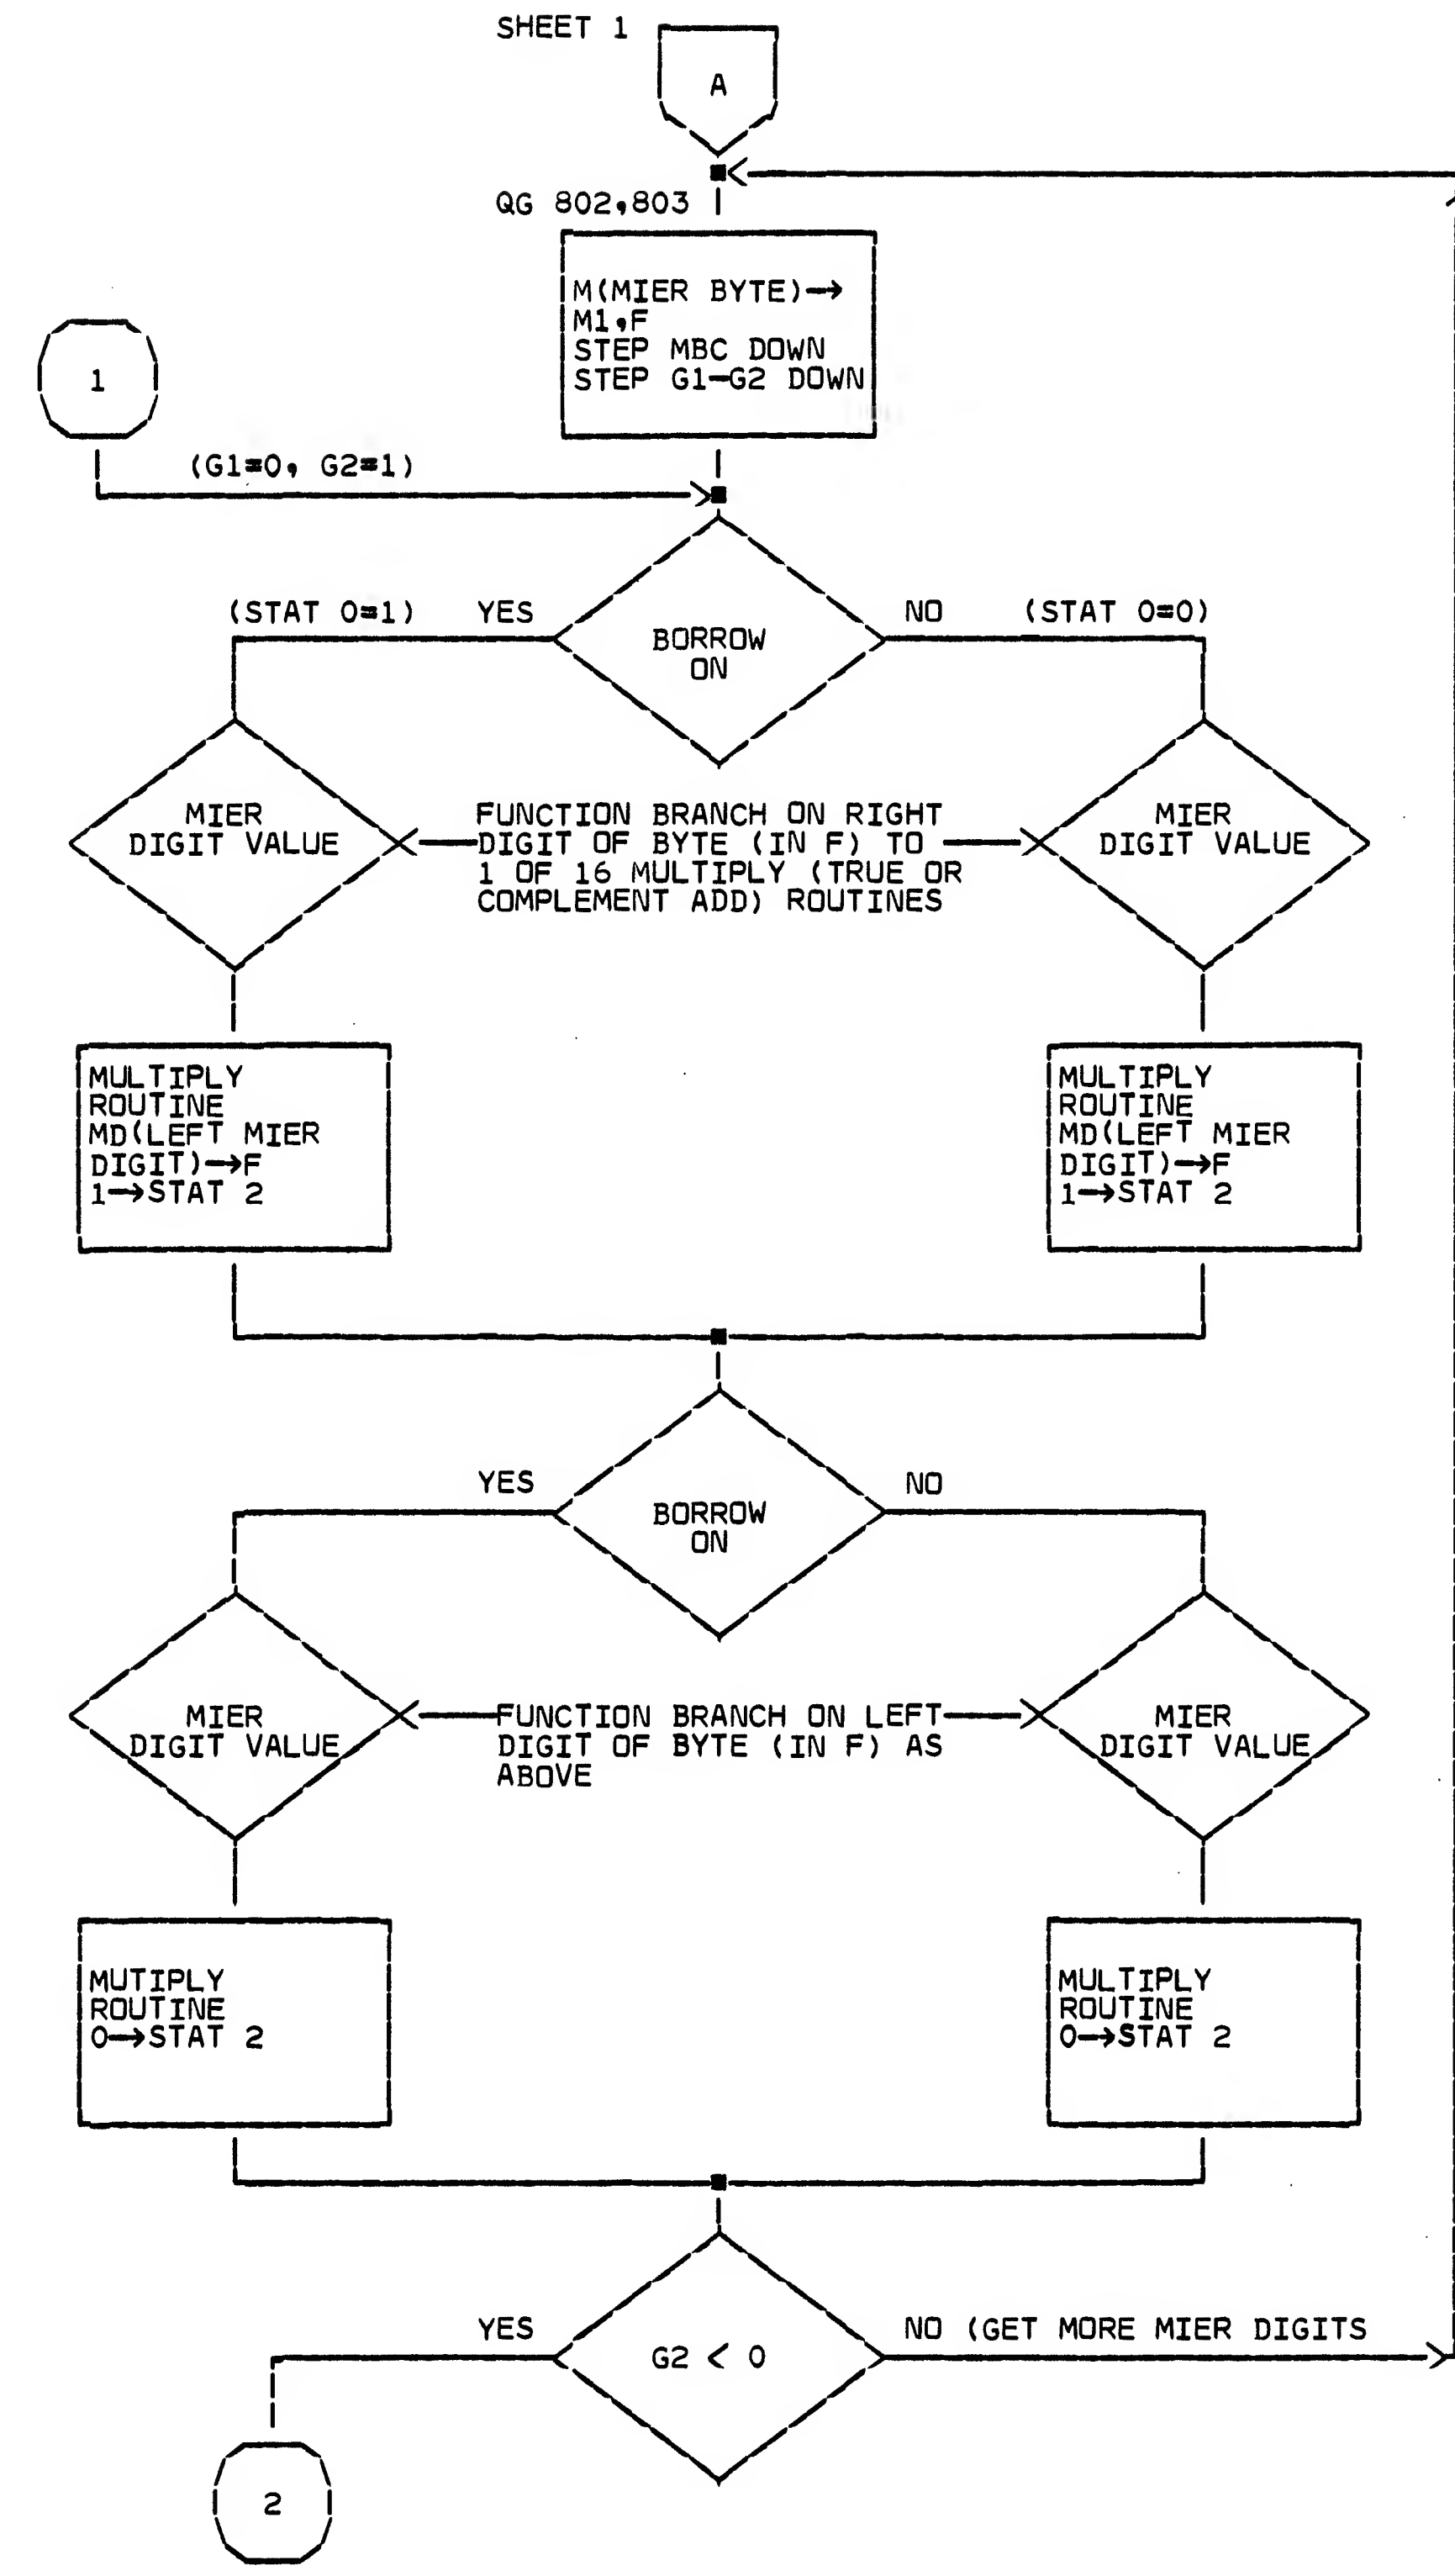 SHEET 1
A
QG 802,803
M(MIER BYTE)→
M1,F
STEP MBC DOWN
STEP G1-G2 DOWN
1
(G1=0, G2=1)
(STAT 0=1) YES
NO (STAT 0=0)
BORROW
ON
MIER
DIGIT VALUE
FUNCTION BRANCH ON RIGHT
DIGIT OF BYTE (IN F) TO
1 OF 16 MULTIPLY (TRUE OR
COMPLEMENT ADD) ROUTINES
MIER
DIGIT VALUE
MULTIPLY
ROUTINE
MD(LEFT MIER
DIGIT)→F
1→STAT 2
MULTIPLY
ROUTINE
MD(LEFT MIER
DIGIT)→F
1→STAT 2
YES
NO
BORROW
ON
MIER
DIGIT VALUE
FUNCTION BRANCH ON LEFT
DIGIT OF BYTE (IN F) AS
ABOVE
MIER
DIGIT VALUE
MUTIPLY
ROUTINE
0→STAT 2
MULTIPLY
ROUTINE
0→STAT 2
YES
NO (GET MORE MIER DIGITS
G2 < 0
2